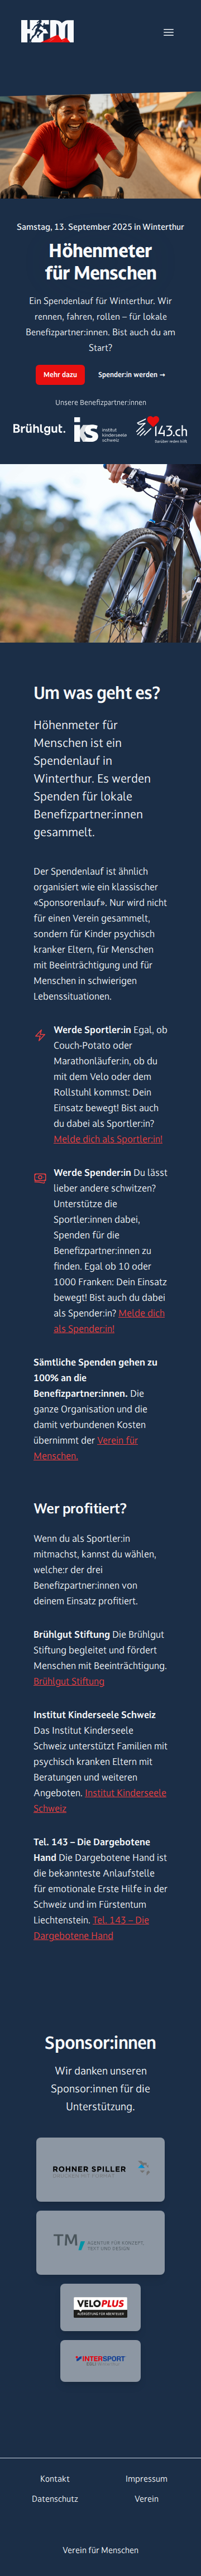 HFM
Samstag, 13. September 2025 in Winterthur
Höhenmeter
für Menschen
Ein Spendenlauf für Winterthur. Wir
rennen, fahren, rollen – für lokale
Benefizpartner:innen. Bist auch du am
Start?
Mehr dazu
Spender:in werden →
Unsere Benefizpartner:innen
Brühlgut.
iks institut kinderseele schweiz
143.ch
Darüber reden hilft
Um was geht es?
Höhenmeter für
Menschen ist ein
Spendenlauf in
Winterthur. Es werden
Spenden für lokale
Benefizpartner:innen
gesammelt.
Der Spendenlauf ist ähnlich
organisiert wie ein klassischer
«Sponsorenlauf». Nur wird nicht
für einen Verein gesammelt,
sondern für Kinder psychisch
kranker Eltern, für Menschen
mit Beeinträchtigung und für
Menschen in schwierigen
Lebenssituationen.
Werde Sportler:in Egal, ob
Couch-Potato oder
Marathonläufer:in, ob du
mit dem Velo oder dem
Rollstuhl kommst: Dein
Einsatz bewegt! Bist auch
du dabei als Sportler:in?
Melde dich als Sportler:in!
Werde Spender:in Du lässt
lieber andere schwitzen?
Unterstütze die
Sportler:innen dabei,
Spenden für die
Benefizpartner:innen zu
finden. Egal ob 10 oder
1000 Franken: Dein Einsatz
bewegt! Bist auch du dabei
als Spender:in? Melde dich
als Spender:in!
Sämtliche Spenden gehen zu
100% an die
Benefizpartner:innen. Die
ganze Organisation und die
damit verbundenen Kosten
übernimmt der Verein für
Menschen.
Wer profitiert?
Wenn du als Sportler:in
mitmachst, kannst du wählen,
welche:r der drei
Benefizpartner:innen von
deinem Einsatz profitiert.
Brühlgut Stiftung Die Brühlgut
Stiftung begleitet und fördert
Menschen mit Beeinträchtigung.
Brühlgut Stiftung
Institut Kinderseele Schweiz
Das Institut Kinderseele
Schweiz unterstützt Familien mit
psychisch kranken Eltern mit
Beratungen und weiteren
Angeboten. Institut Kinderseele
Schweiz
Tel. 143 – Die Dargebotene
Hand Die Dargebotene Hand ist
die bekannteste Anlaufstelle
für emotionale Erste Hilfe in der
Schweiz und im Fürstentum
Liechtenstein. Tel. 143 – Die
Dargebotene Hand
Sponsor:innen
Wir danken unseren
Sponsor:innen für die
Unterstützung.
ROHNER SPILLER
TM/ AGENTUR FÜR KONZEPT,
TEXT UND DESIGN
VELOPLUS
AUSRÜSTUNG FÜR ABENTEUER
INTERSPORT
Kontakt
Impressum
Datenschutz
Verein
Verein für Menschen